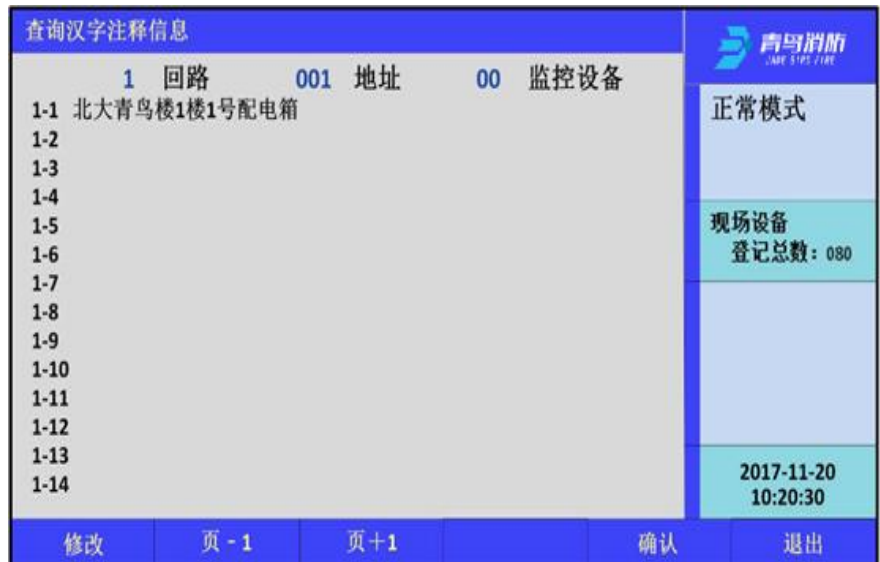 查询汉字注释信息
青鸟消防
JADE BIRD FIRE
1 回路 001 地址 00 监控设备
正常模式
1-1 北大青鸟楼1楼1号配电箱
1-2
1-3
1-4
1-5
现场设备
登记总数：080
1-6
1-7
1-8
1-9
1-10
1-11
1-12
1-13
1-14
2017-11-20
10:20:30
修改 页-1 页+1 确认 退出